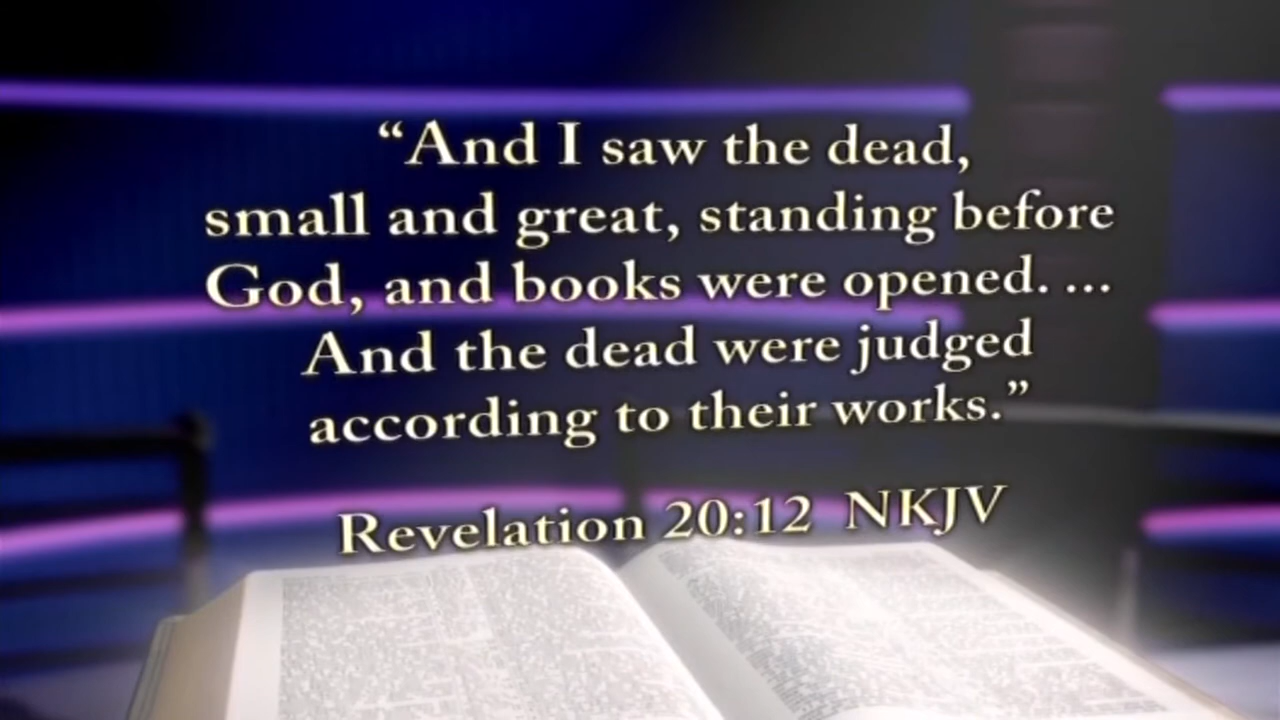 “And I saw the dead,
small and great, standing before
God, and books were opened. ...
And the dead were judged
according to their works.”
Revelation 20:12 NKJV